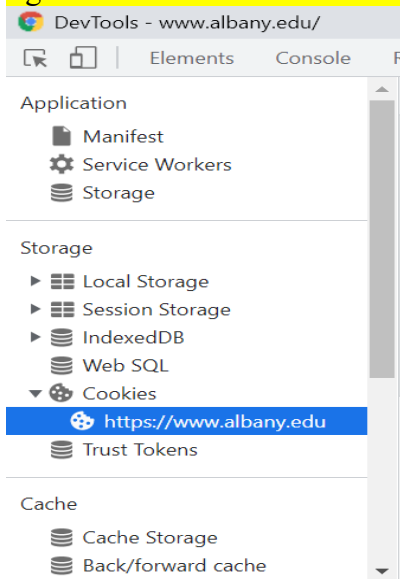 DevTools - www.albany.edu/
Elements Console
Application
Manifest
Service Workers
Storage
Storage
Local Storage
Session Storage
IndexedDB
Web SQL
Cookies
https://www.albany.edu
Trust Tokens
Cache
Cache Storage
Back/forward cache